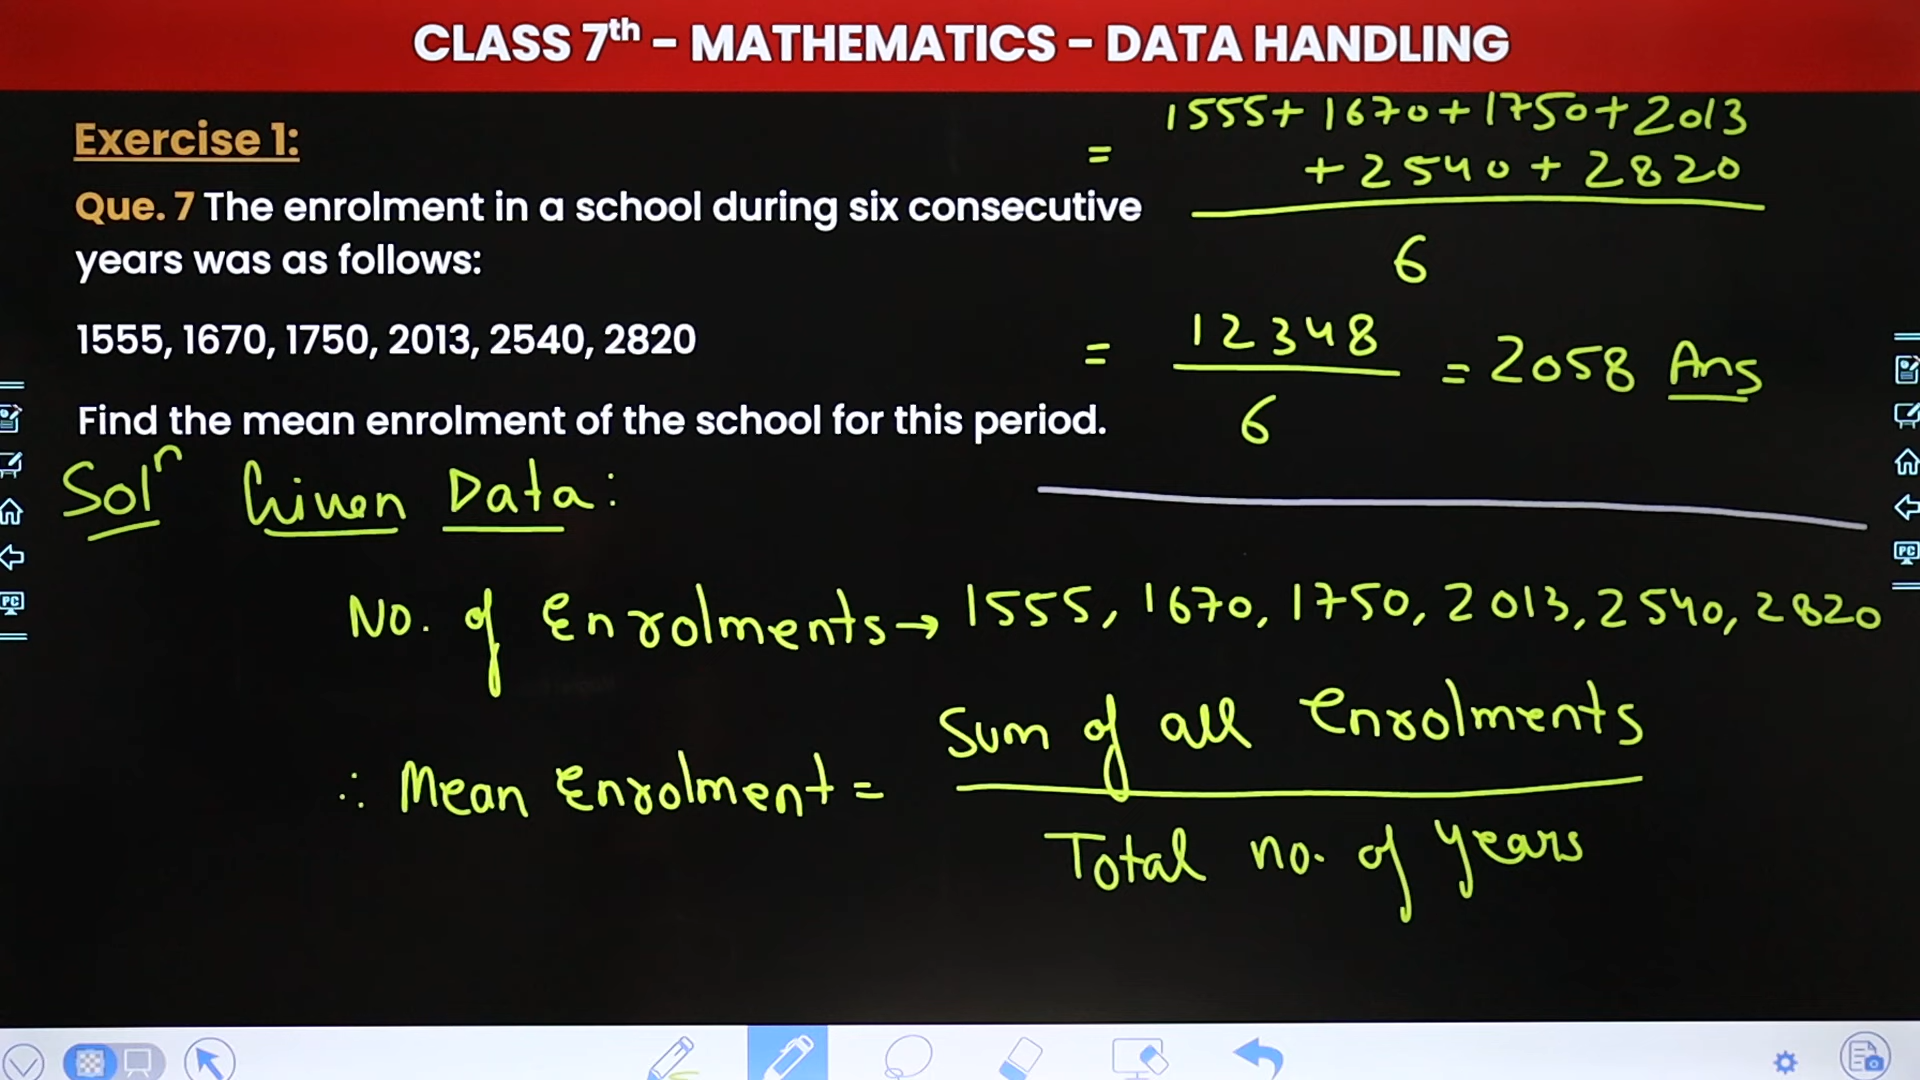 CLASS 7th - MATHEMATICS - DATA HANDLING
Exercise 1:
Que. 7 The enrolment in a school during six consecutive
years was as follows:
1555, 1670, 1750, 2013, 2540, 2820
Find the mean enrolment of the school for this period.
Solⁿ Given Data:
No. of Enrolments → 1555, 1670, 1750, 2013, 2540, 2820
∴ Mean Enrolment = Sum of all Enrolments
Total no. of years
= 1555 + 1670 + 1750 + 2013
+ 2540 + 2820
6
= 12348
6
= 2058 Ans
PC
PC